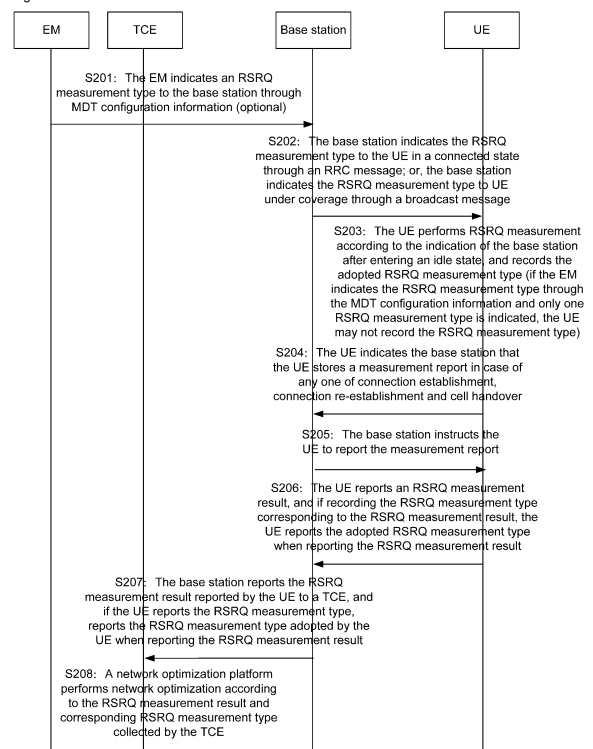 EM
TCE
Base station
UE
S201: The EM indicates an RSRQ
measurement type to the base station through
MDT configuration information (optional)
S202: The base station indicates the RSRQ
measurement type to the UE in a connected state
through an RRC message; or, the base station
indicates the RSRQ measurement type to UE
under coverage through a broadcast message
S203: The UE performs RSRQ measurement
according to the indication of the base station
after entering an idle state, and records the
adopted RSRQ measurement type (if the EM
indicates the RSRQ measurement type through
the MDT configuration information and only one
RSRQ measurement type is indicated, the UE
may not record the RSRQ measurement type)
S204: The UE indicates the base station that
the UE stores a measurement report in case of
any one of connection establishment,
connection re-establishment and cell handover
S205: The base station instructs the
UE to report the measurement report
S206: The UE reports an RSRQ measurement
result, and if recording the RSRQ measurement type
corresponding to the RSRQ measurement result, the
UE reports the adopted RSRQ measurement type
when reporting the RSRQ measurement result
S207: The base station reports the RSRQ
measurement result reported by the UE to a TCE, and
if the UE reports the RSRQ measurement type,
reports the RSRQ measurement type adopted by the
UE when reporting the RSRQ measurement result
S208: A network optimization platform
performs network optimization according
to the RSRQ measurement result and
corresponding RSRQ measurement type
collected by the TCE